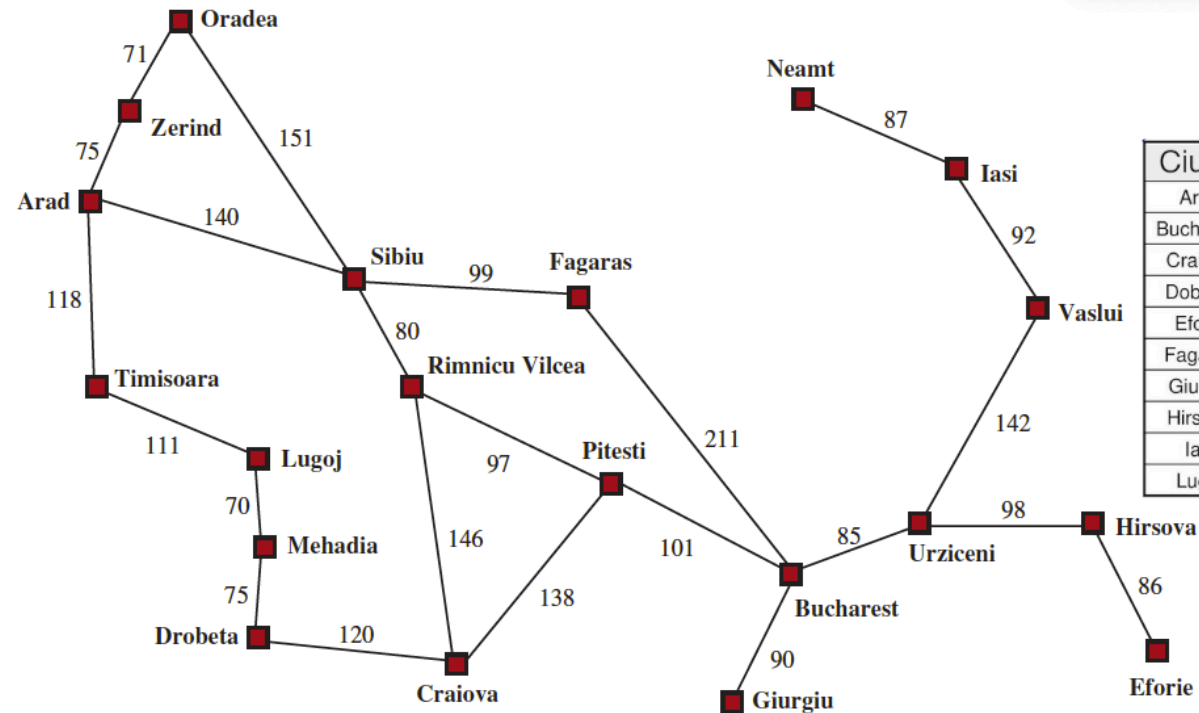 Oradea
71
Neamt
Zerind
87
151
75
Iasi
Arad
140
92
Sibiu
Fagaras
99
118
Vaslui
80
Rimnicu Vilcea
Timisoara
142
211
111
Pitesti
Lugoj
97
70
98
Hirsova
146
85
Mehadia
101
Urziceni
86
75
138
Bucharest
Drobeta
120
90
Eforie
Craiova
Giurgiu